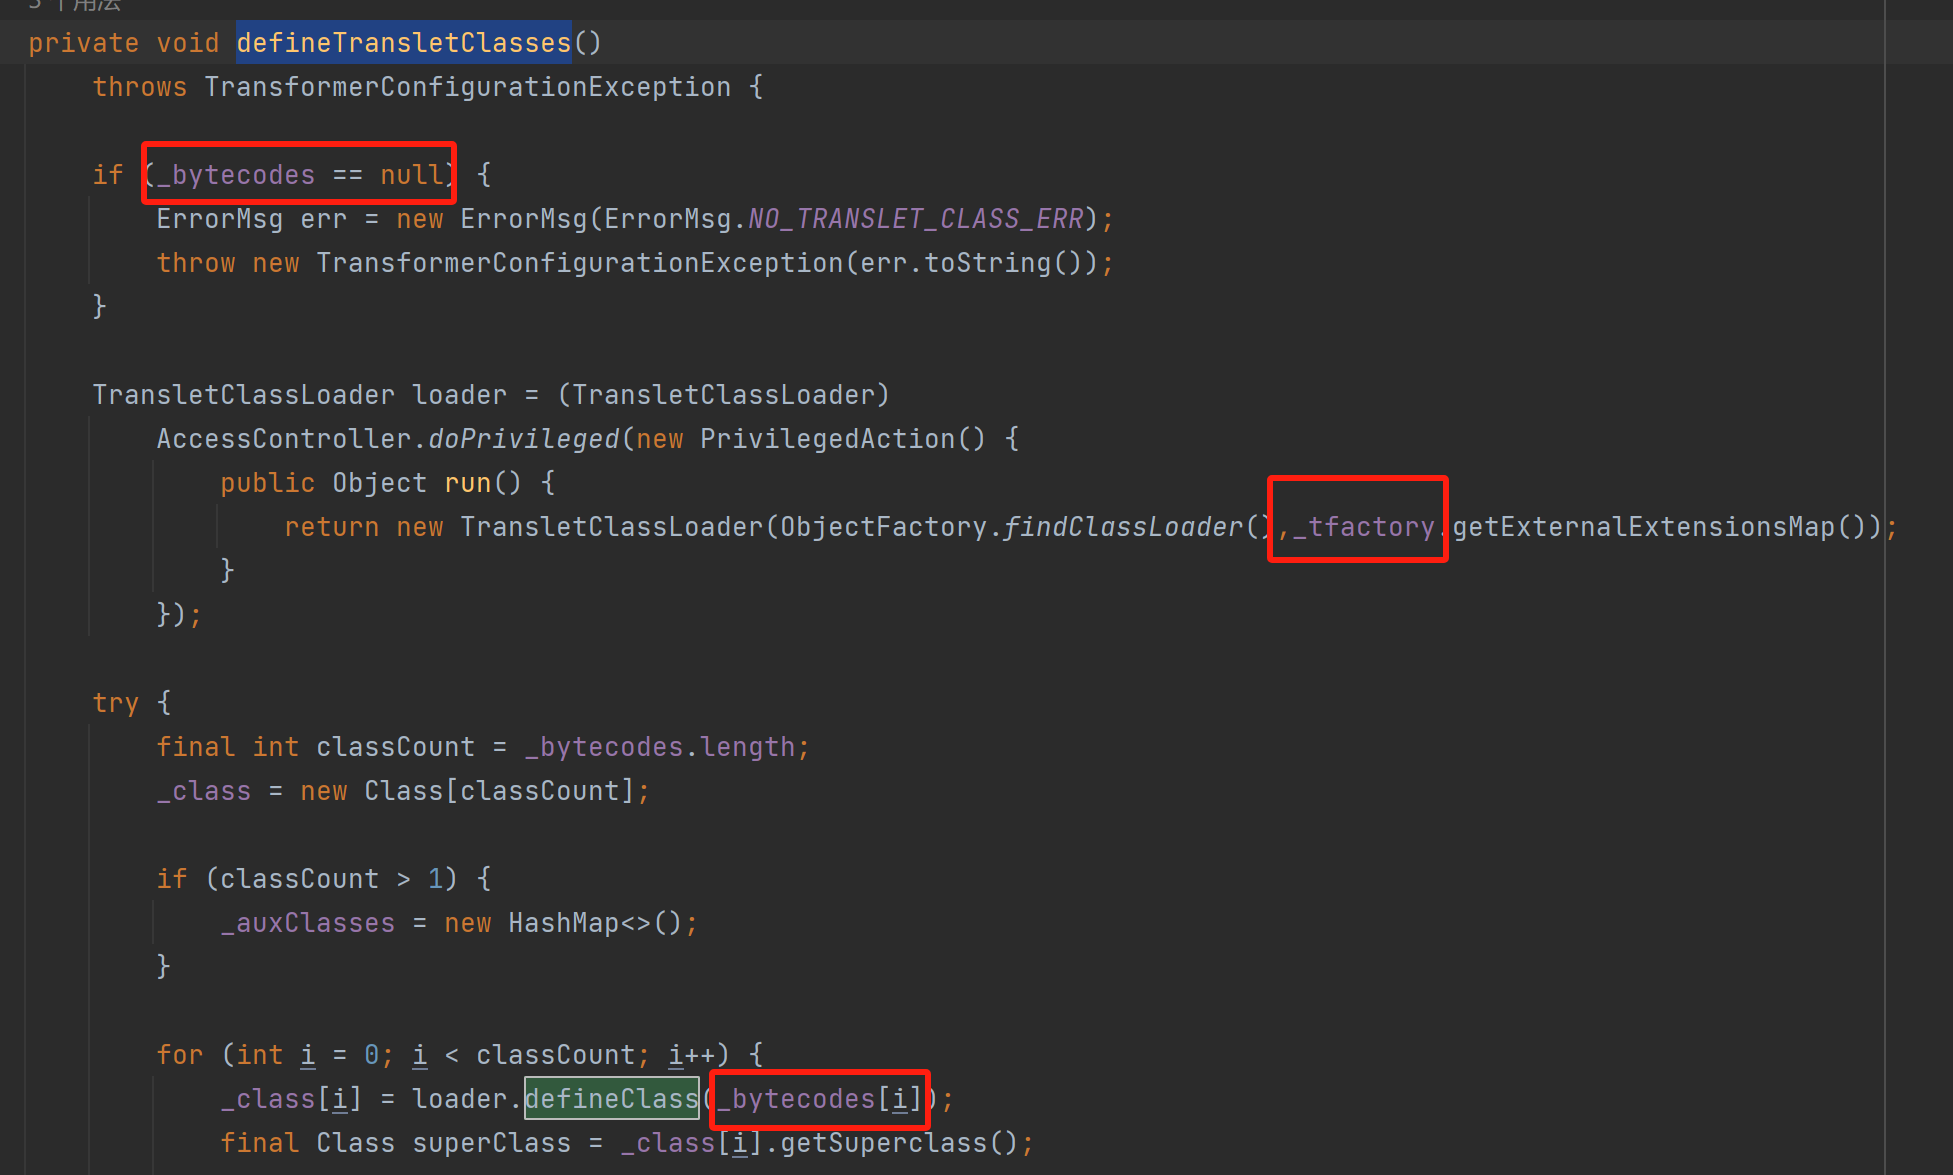 5 个用法
private void defineTransletClasses()
    throws TransformerConfigurationException {

    if (_bytecodes == null) {
        ErrorMsg err = new ErrorMsg(ErrorMsg.NO_TRANSLET_CLASS_ERR);
        throw new TransformerConfigurationException(err.toString());
    }

    TransletClassLoader loader = (TransletClassLoader)
        AccessController.doPrivileged(new PrivilegedAction() {
            public Object run() {
                return new TransletClassLoader(ObjectFactory.findClassLoader(),_tfactory.getExternalExtensionsMap());
            }
        });

    try {
        final int classCount = _bytecodes.length;
        _class = new Class[classCount];

        if (classCount > 1) {
            _auxClasses = new HashMap<>();
        }

        for (int i = 0; i < classCount; i++) {
            _class[i] = loader.defineClass(_bytecodes[i]);
            final Class superClass = _class[i].getSuperclass();